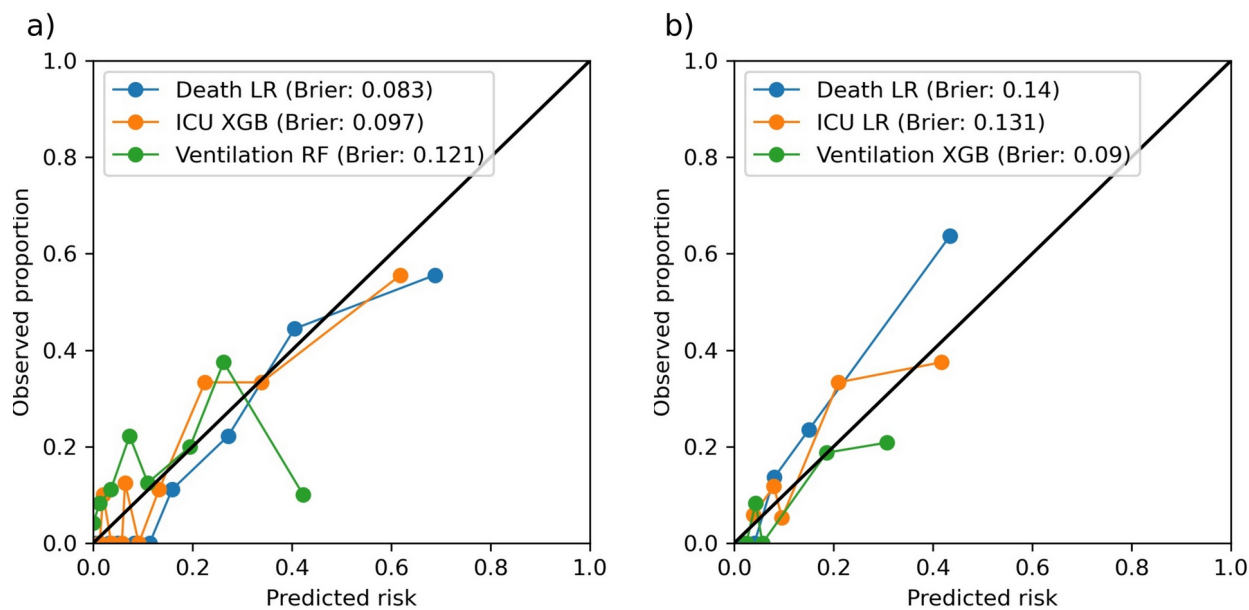 a)
1.0
0.8
0.6
0.4
0.2
0.0
Observed proportion
Death LR (Brier: 0.083)
ICU XGB (Brier: 0.097)
Ventilation RF (Brier: 0.121)
0.0 0.2 0.4 0.6 0.8 1.0
Predicted risk
b)
1.0
0.8
0.6
0.4
0.2
0.0
Observed proportion
Death LR (Brier: 0.14)
ICU LR (Brier: 0.131)
Ventilation XGB (Brier: 0.09)
0.0 0.2 0.4 0.6 0.8 1.0
Predicted risk